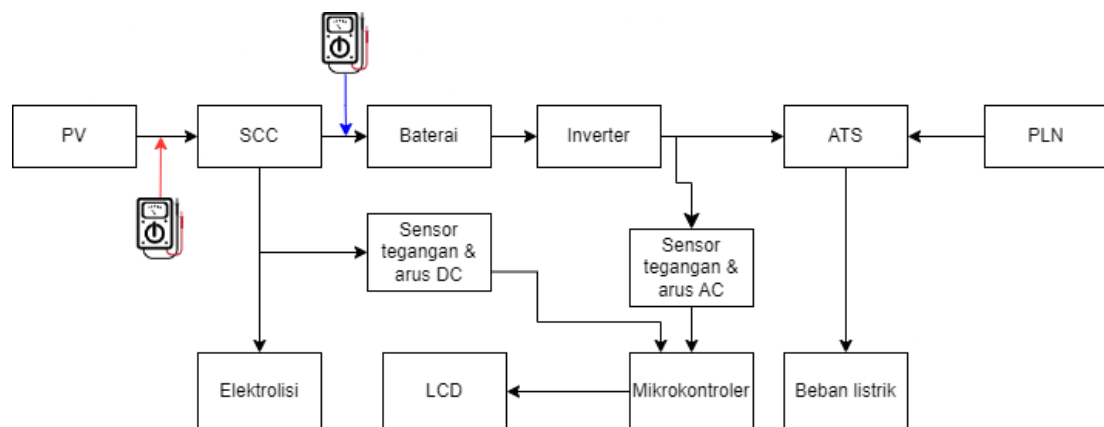 PV
SCC
Baterai
Inverter
ATS
PLN
Sensor
tegangan &
arus DC
Sensor
tegangan &
arus AC
Elektrolisi
LCD
Mikrokontroler
Beban listrik